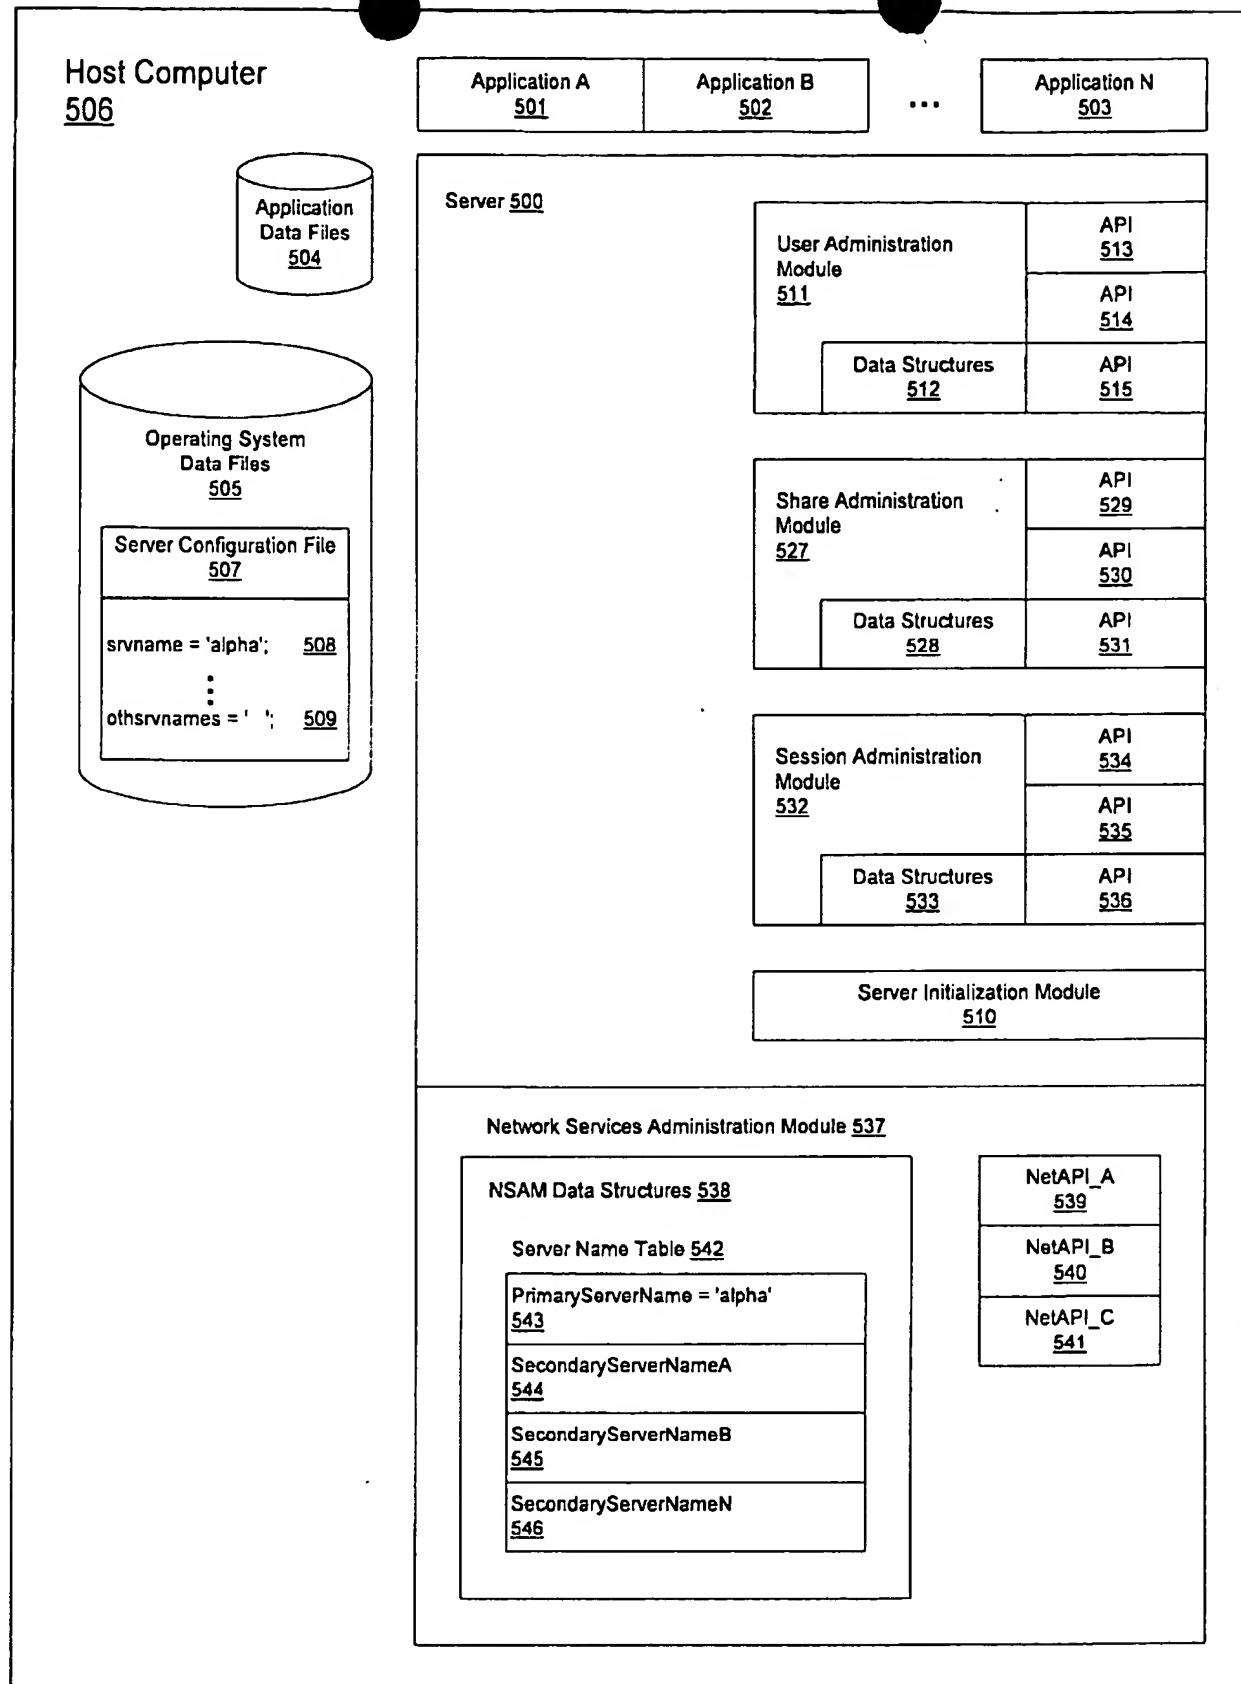 Host Computer
506
Application A
501
Application B
502
...
Application N
503
Application
Data Files
504
Operating System
Data Files
505
Server Configuration File
507
srvname = 'alpha'; 508
othsrvnames = ' '; 509
Server 500
User Administration
Module
511
Data Structures
512
API
513
API
514
API
515
Share Administration
Module
527
Data Structures
528
API
529
API
530
API
531
Session Administration
Module
532
Data Structures
533
API
534
API
535
API
536
Server Initialization Module
510
Network Services Administration Module 537
NSAM Data Structures 538
Server Name Table 542
PrimaryServerName = 'alpha'
543
SecondaryServerNameA
544
SecondaryServerNameB
545
SecondaryServerNameN
546
NetAPI_A
539
NetAPI_B
540
NetAPI_C
541